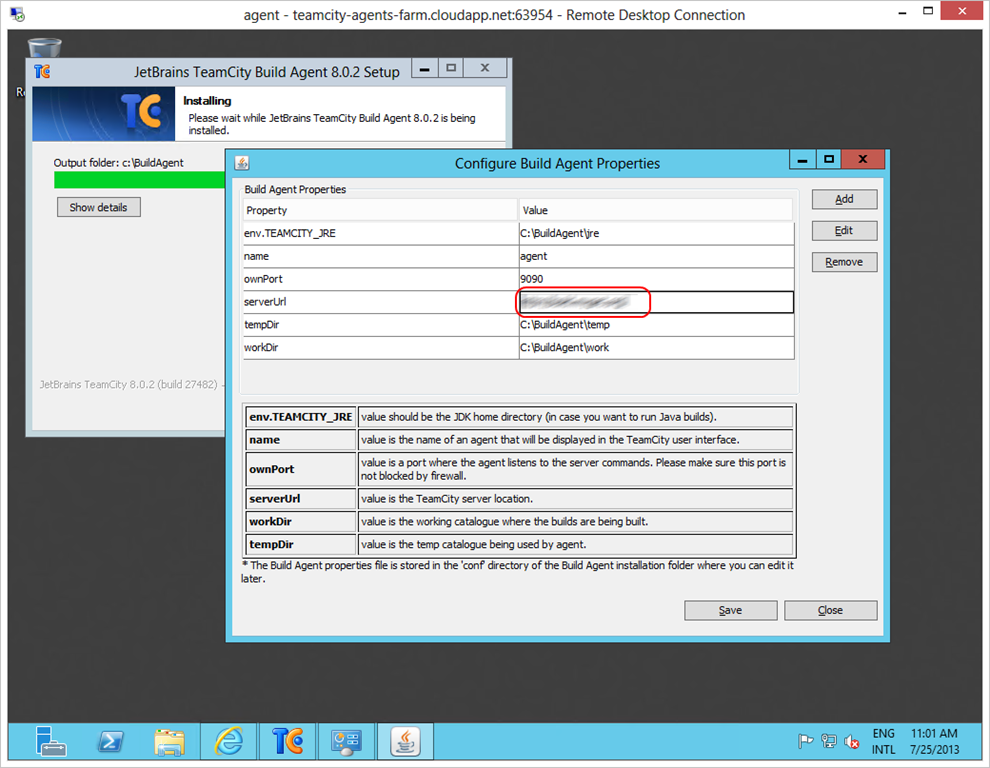 agent - teamcity-agents-farm.cloudapp.net:63954 - Remote Desktop Connection
TC JetBrains TeamCity Build Agent 8.0.2 Setup
TC
Installing
Please wait while JetBrains TeamCity Build Agent 8.0.2 is being
installed.
Output folder: c:\BuildAgent
Show details
JetBrains TeamCity 8.0.2 (build 27482)
Configure Build Agent Properties
Build Agent Properties
Property Value
env.TEAMCITY_JRE C:\BuildAgent\jre
name agent
ownPort 9090
serverUrl
tempDir C:\BuildAgent\temp
workDir C:\BuildAgent\work
Add
Edit
Remove
env.TEAMCITY_JRE value should be the JDK home directory (in case you want to run Java builds).
name value is the name of an agent that will be displayed in the TeamCity user interface.
ownPort value is a port where the agent listens to the server commands. Please make sure this port is
not blocked by firewall.
serverUrl value is the TeamCity server location.
workDir value is the working catalogue where the builds are being built.
tempDir value is the temp catalogue being used by agent.
* The Build Agent properties file is stored in the 'conf' directory of the Build Agent installation folder where you can edit it
later.
Save Close
TC
ENG 11:01 AM
INTL 7/25/2013